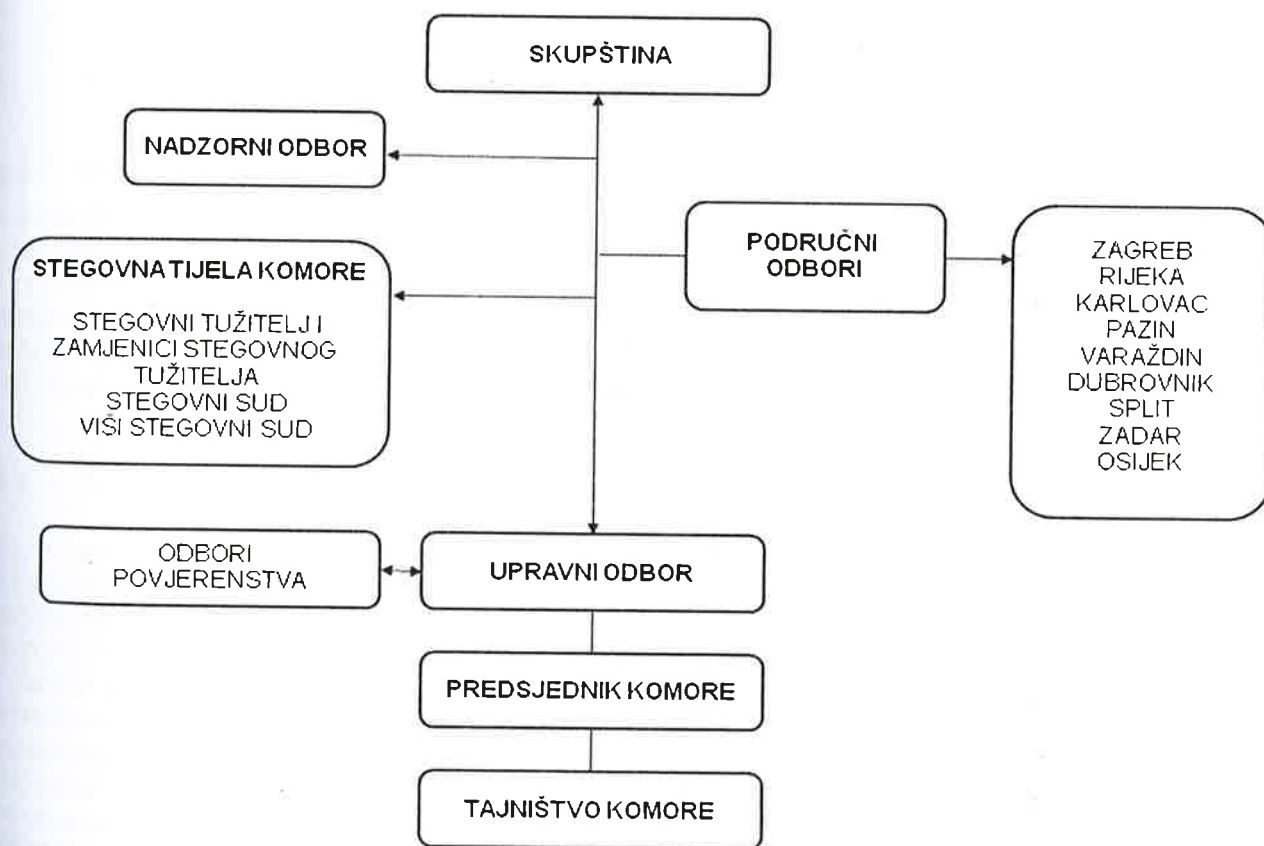 SKUPŠTINA
NADZORNI ODBOR
STEGOVNA TIJELA KOMORE
STEGOVNI TUŽITELJ I
ZAMJENICI STEGOVNOG
TUŽITELJA
STEGOVNI SUD
VIŠI STEGOVNI SUD
PODRUČNI
ODBORI
ZAGREB
RIJEKA
KARLOVAC
PAZIN
VARAŽDIN
DUBROVNIK
SPLIT
ZADAR
OSIJEK
ODBORI
POVJERENSTVA
UPRAVNI ODBOR
PREDSJEDNIK KOMORE
TAJNIŠTVO KOMORE